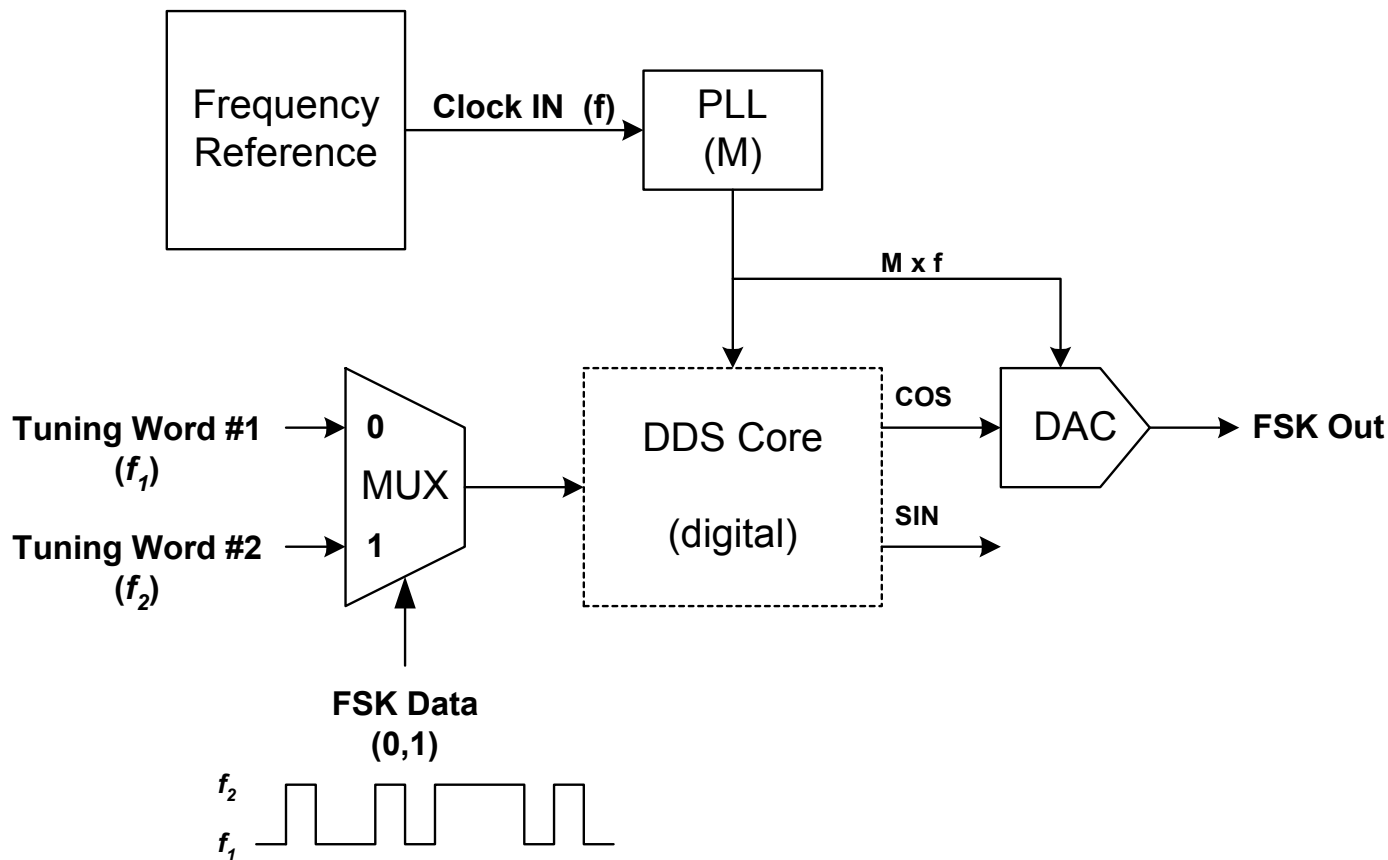 Frequency
Reference
Clock IN (f)
PLL
(M)
M x f
Tuning Word #1
(f1)
Tuning Word #2
(f2)
0
MUX
1
DDS Core
(digital)
COS
SIN
DAC
FSK Out
FSK Data
(0,1)
f2
f1